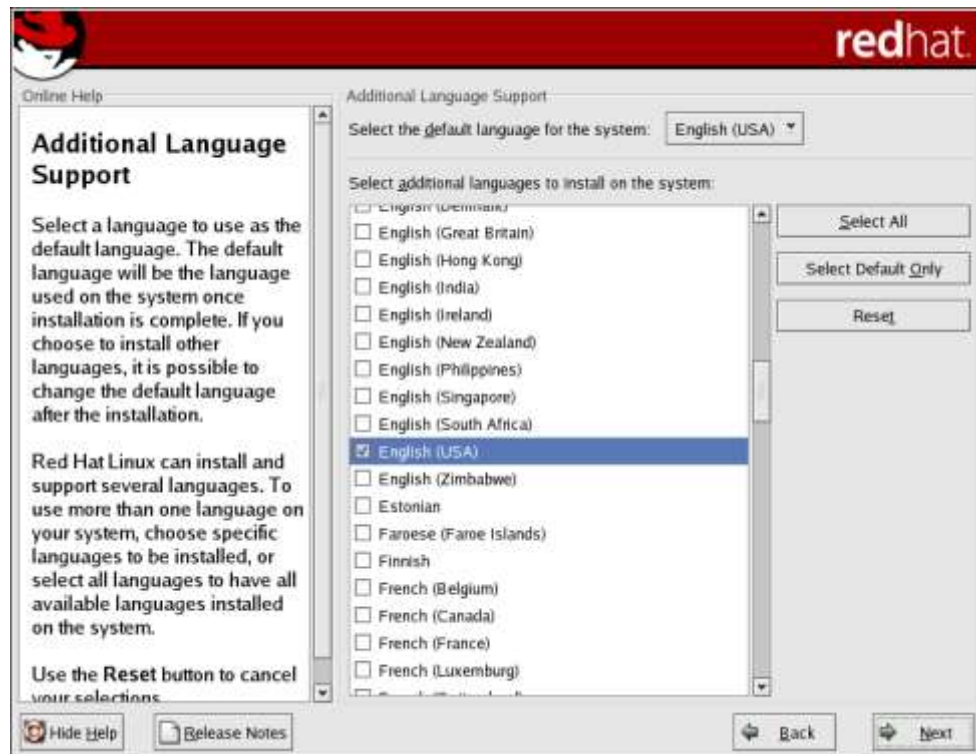 redhat.
Online Help
Additional Language
Support
Select a language to use as the
default language. The default
language will be the language
used on the system once
installation is complete. If you
choose to install other
languages, it is possible to
change the default language
after the installation.
Red Hat Linux can install and
support several languages. To
use more than one language on
your system, choose specific
languages to be installed, or
select all languages to have all
available languages installed
on the system.
Use the Reset button to cancel
your selections
Additional Language Support
Select the default language for the system: English (USA)
Select additional languages to install on the system:
English (Denmark)
English (Great Britain)
English (Hong Kong)
English (India)
English (Ireland)
English (New Zealand)
English (Philippines)
English (Singapore)
English (South Africa)
English (USA)
English (Zimbabwe)
Estonian
Faroese (Faroe Islands)
Finnish
French (Belgium)
French (Canada)
French (France)
French (Luxemburg)
Select All
Select Default Only
Reset
Hide Help
Release Notes
Back
Next